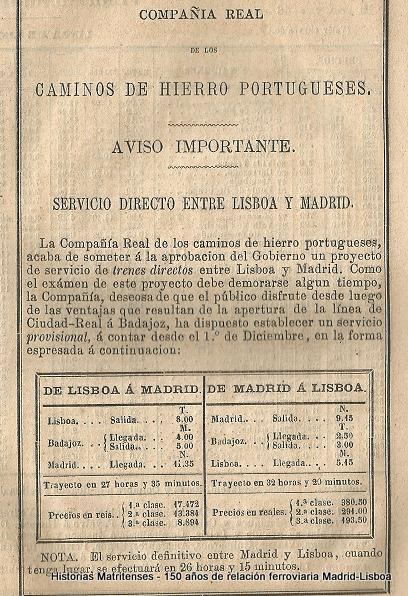 COMPAÑIA REAL
DE LOS
CAMINOS DE HIERRO PORTUGUESES.
AVISO IMPORTANTE.
SERVICIO DIRECTO ENTRE LISBOA Y MADRID.
La Compañía Real de los caminos de hierro portugueses,
acaba de someter á la aprobacion del Gobierno un proyecto
de servicio de trenes directos entre Lisboa y Madrid. Como
el exámen de este proyecto debe demorarse algun tiempo,
la Compañía, deseosa de que el público disfrute desde luego
de las ventajas que resultan de la apertura de la línea de
Ciudad-Real á Badajoz, ha dispuesto establecer un servicio
provisional, á contar desde el 1.º de Diciembre, en la forma
espresada á continuacion:
DE LISBOA Á MADRID.
T.
Lisboa. . . . Salida. . . . 8.00
M.
Badajoz. . . Llegada. . . . 4.00
Salida. . . . 5.00
N.
Madrid. . . . Llegada. . . . 11.35
Trayecto en 27 horas y 35 minutos.
Precios en reis. . 1.ª clase. 17.472
2.ª clase. 13.384
3.ª clase. 8.894
DE MADRID Á LISBOA.
N.
Madrid. . . . Salida. . . . 9.45
T.
Badajoz. . . Llegada. . . 2.50
Salida. . . . 3.00
M.
Lisboa. . . . Llegada. . . 5.45
Trayecto en 32 horas y 20 minutos.
Precios en reales. 1.ª clase. 380.50
2.ª clase. 294.00
3.ª clase. 193.50
NOTA. El servicio definitivo entre Madrid y Lisboa, cuando
tenga lugar, se efectuará en 26 horas y 15 minutos.
Historias Matritenses - 150 años de relación ferroviaria Madrid-Lisboa